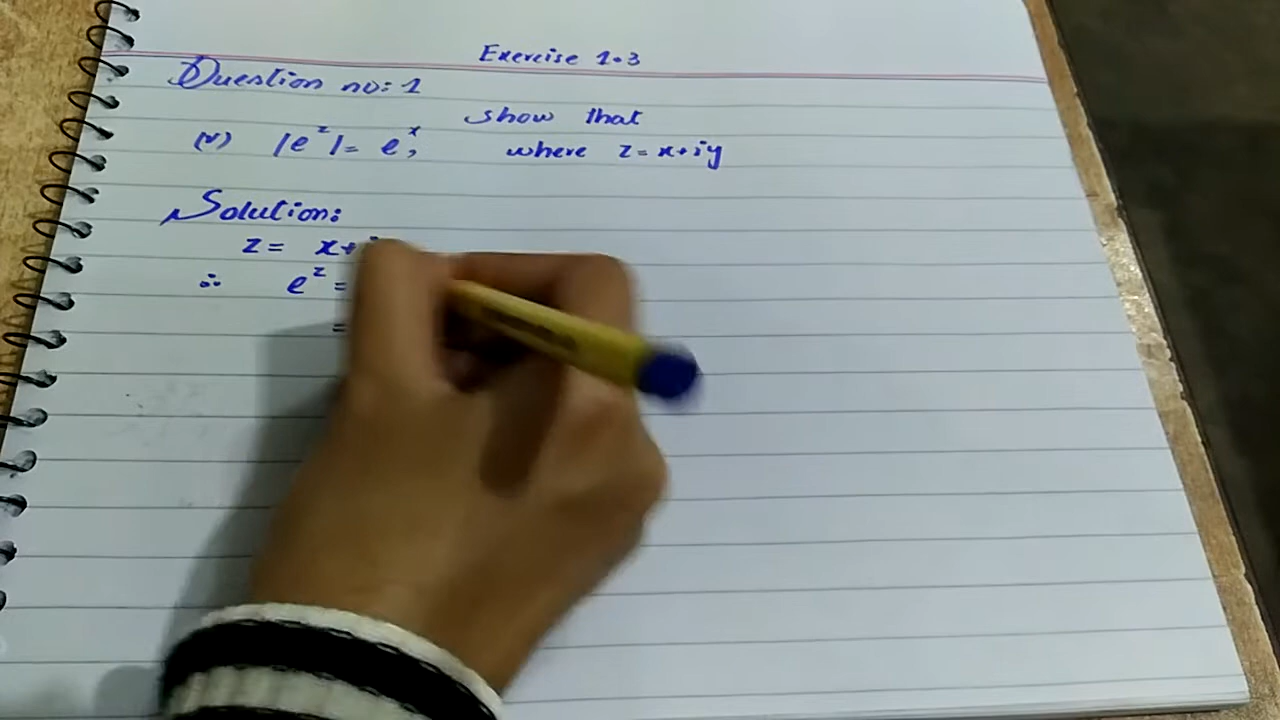 Exercise 1.3
Question no: 1
show that
(v) |e^z| = e^x, where z = x+iy
Solution:
z = x+
∴ e^z =
=